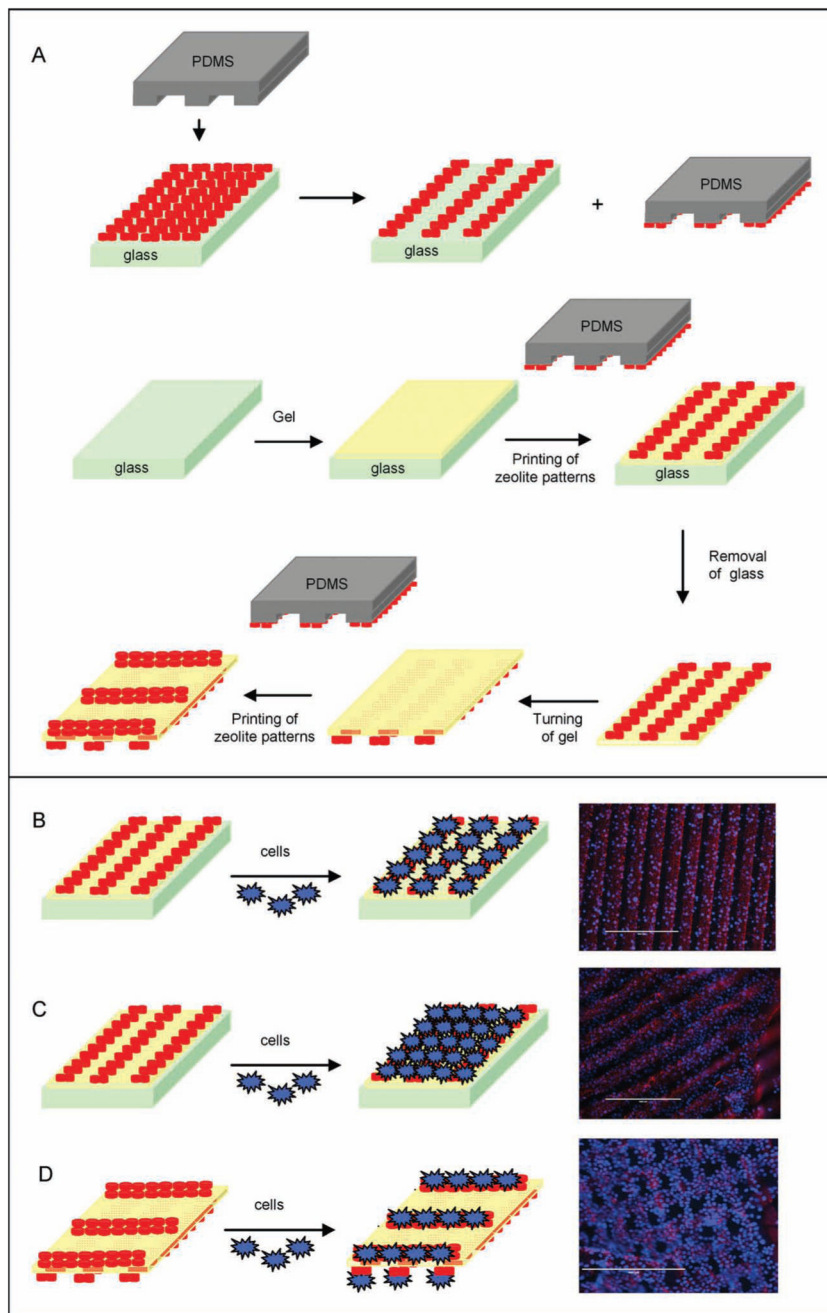 A
PDMS
glass
glass
+
PDMS
PDMS
glass
Gel
glass
Printing of
zeolite patterns
glass
Removal
of glass
PDMS
Printing of
zeolite patterns
Turning
of gel
B
cells
C
cells
D
cells